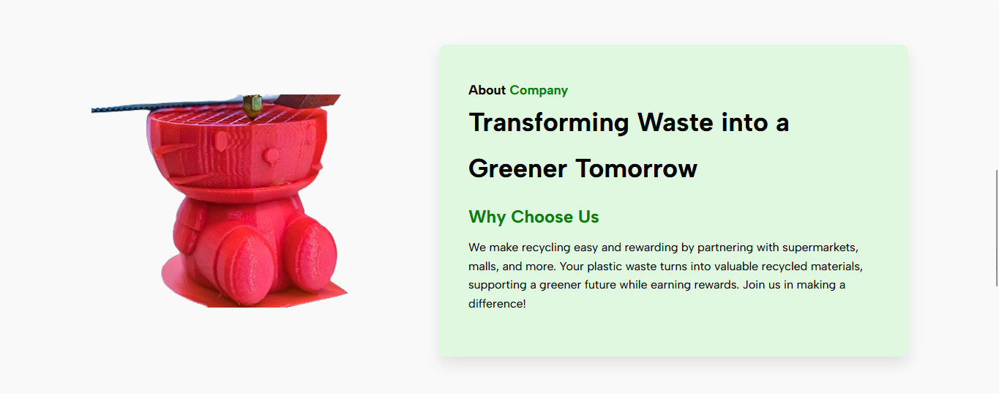 About Company
Transforming Waste into a
Greener Tomorrow
Why Choose Us
We make recycling easy and rewarding by partnering with supermarkets,
malls, and more. Your plastic waste turns into valuable recycled materials,
supporting a greener future while earning rewards. Join us in making a
difference!